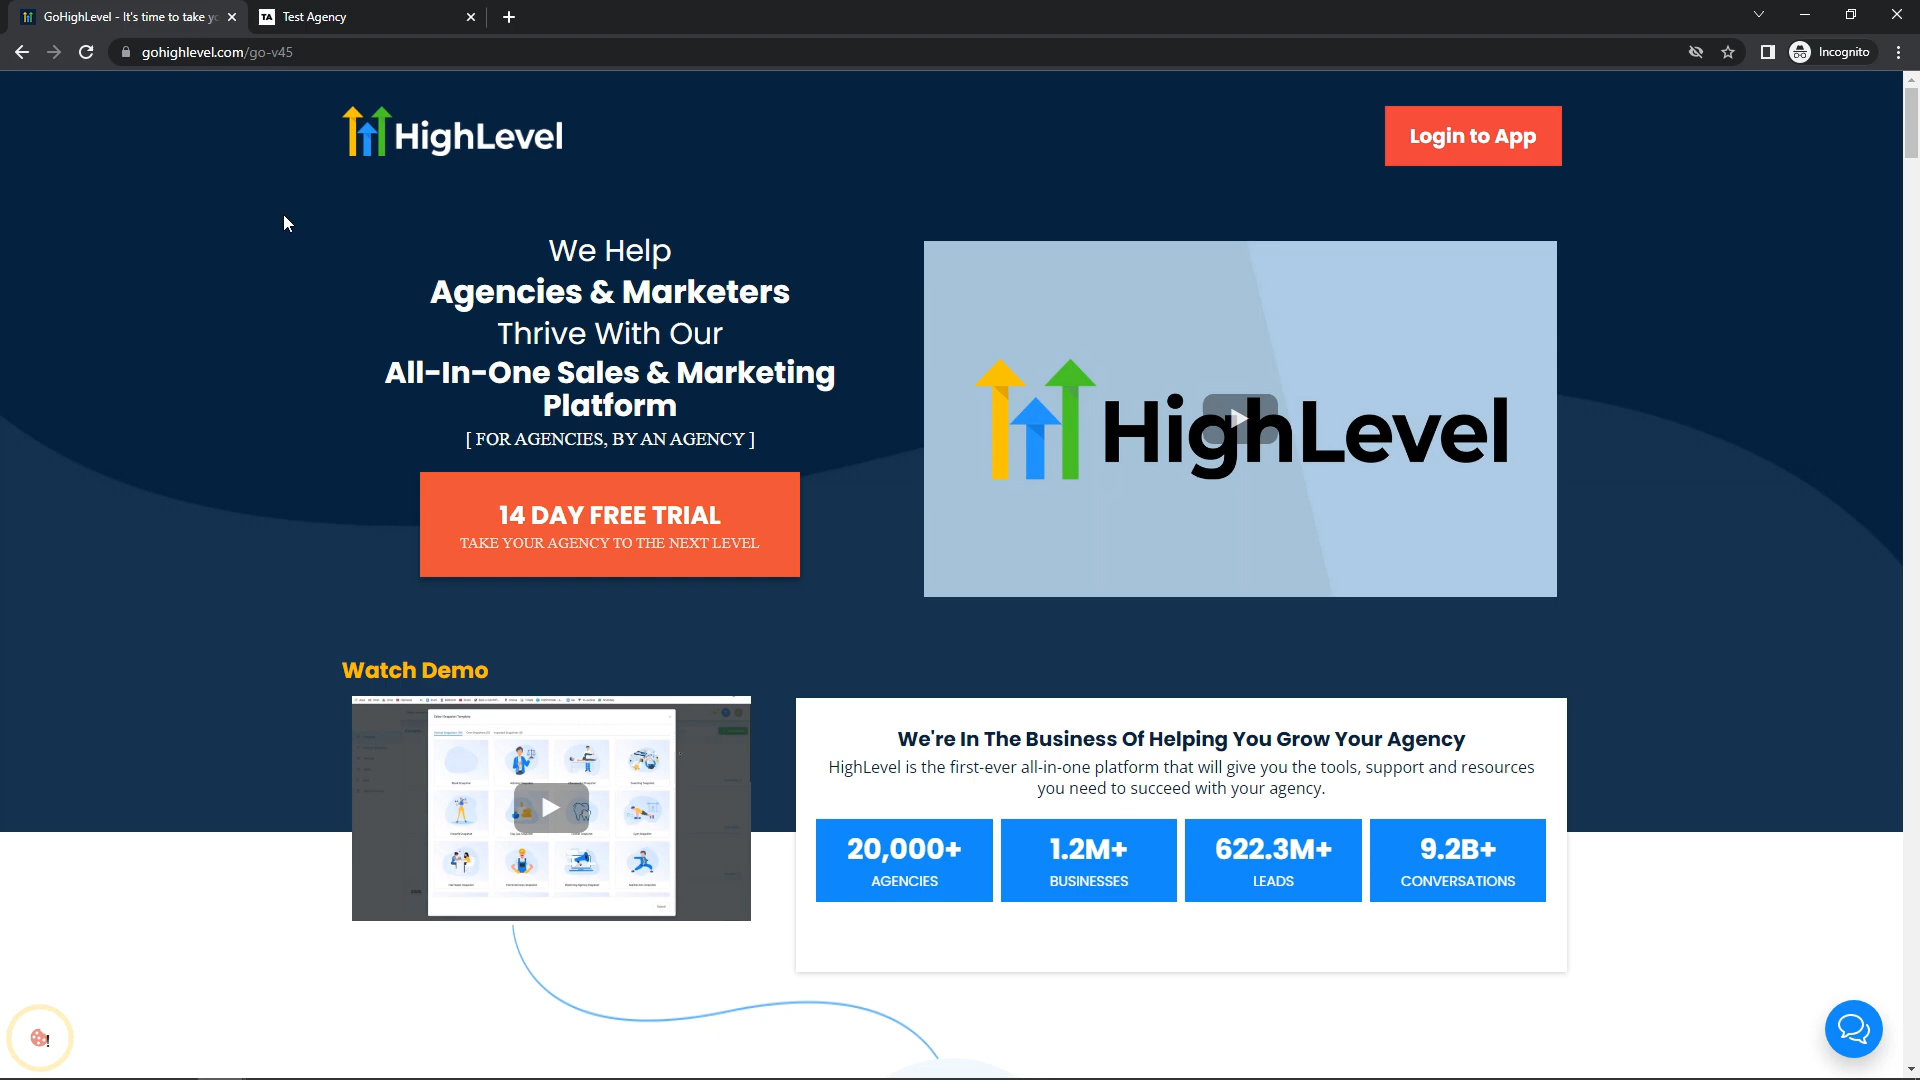 GoHighLevel - It's time to take yo
TA Test Agency
gohighlevel.com/go-v45
Incognito
HighLevel
Login to App
We Help
Agencies & Marketers
Thrive With Our
All-In-One Sales & Marketing
Platform
[ FOR AGENCIES, BY AN AGENCY ]
14 DAY FREE TRIAL
TAKE YOUR AGENCY TO THE NEXT LEVEL
HighLevel
Watch Demo
We're In The Business Of Helping You Grow Your Agency
HighLevel is the first-ever all-in-one platform that will give you the tools, support and resources
you need to succeed with your agency.
20,000+
AGENCIES
1.2M+
BUSINESSES
622.3M+
LEADS
9.2B+
CONVERSATIONS